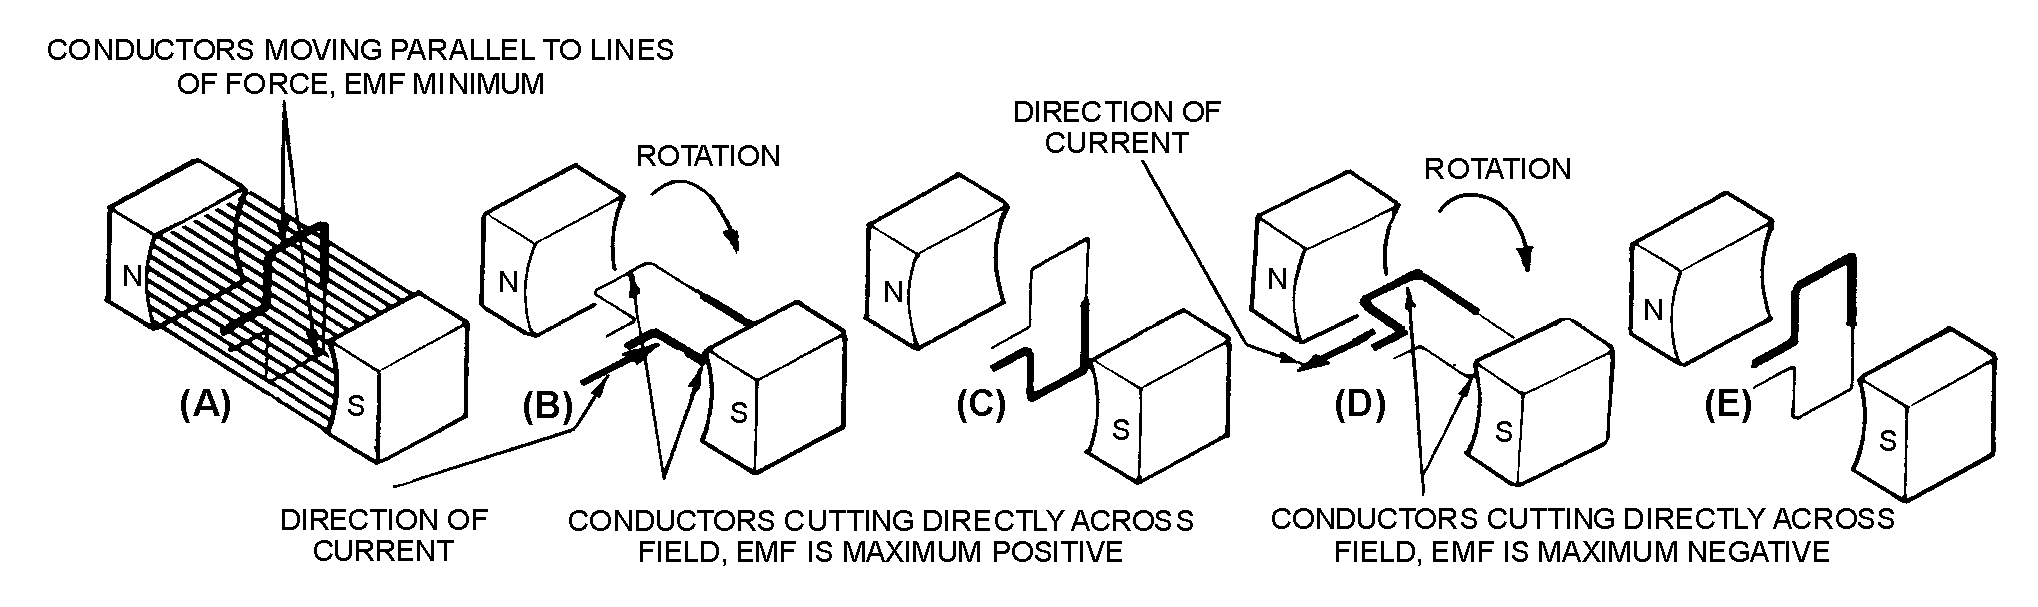 CONDUCTORS MOVING PARALLEL TO LINES
OF FORCE, EMF MINIMUM
ROTATION
DIRECTION OF
CURRENT
ROTATION
N
N
N
N
N
S
S
S
S
S
(A)
(B)
(C)
(D)
(E)
DIRECTION OF
CURRENT
CONDUCTORS CUTTING DIRECTLY ACROSS
FIELD, EMF IS MAXIMUM POSITIVE
CONDUCTORS CUTTING DIRECTLY ACROSS
FIELD, EMF IS MAXIMUM NEGATIVE